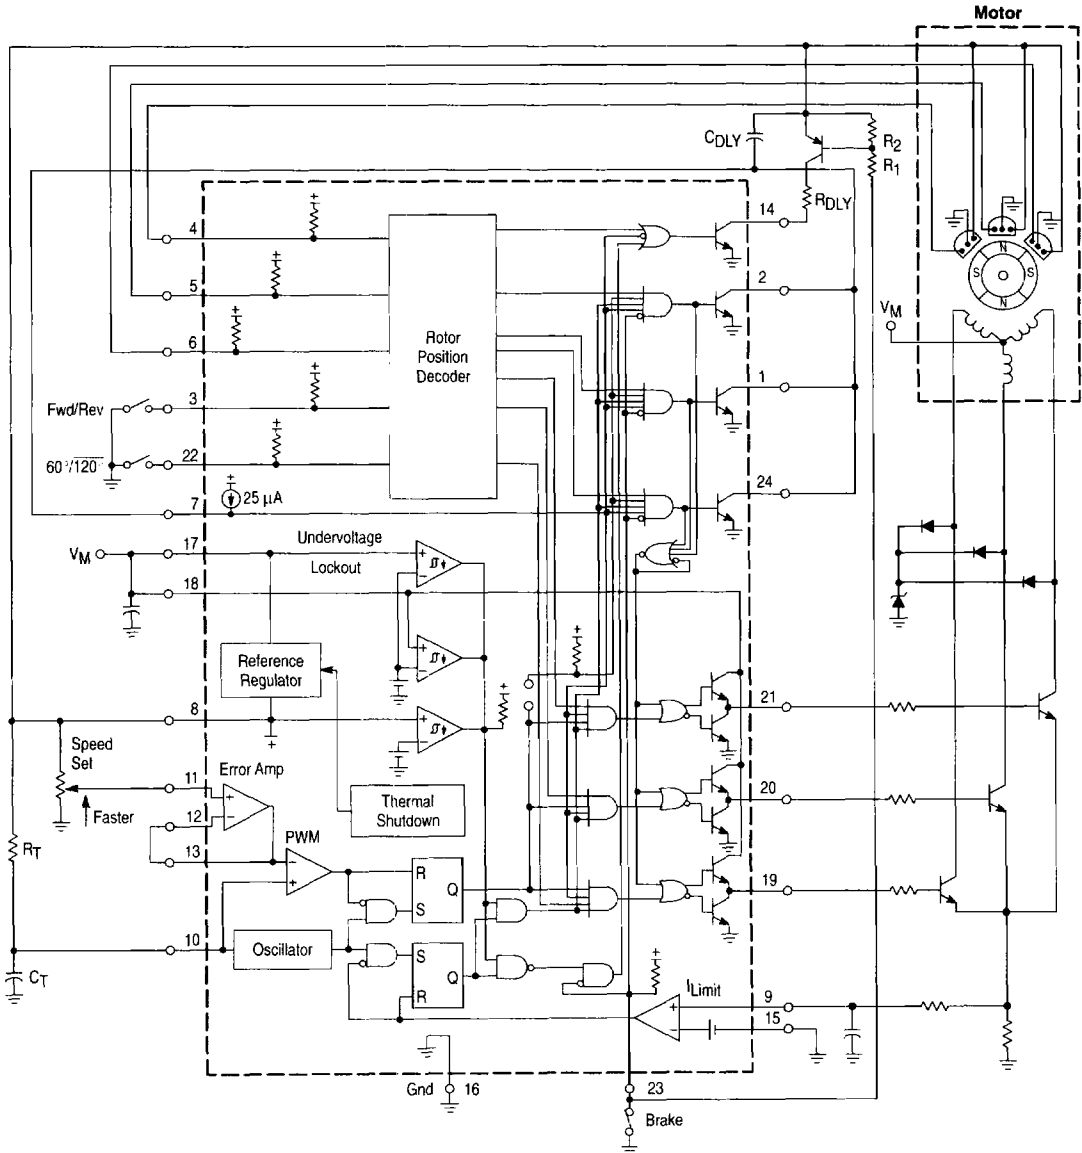 Motor
C DLY
R2
R1
R DLY
4
14
5
2
N
S
S
N
VM
6
Rotor
Position
Decoder
Fwd/Rev
3
1
60°/120°
22
24
7
25 µA
VM
17
Undervoltage
Lockout
18
Reference
Regulator
8
21
Speed
Set
Error Amp
11
Thermal
Shutdown
20
Faster
12
RT
13
PWM
R
Q
S
19
10
Oscillator
S
Q
R
CT
ILimit
9
15
Gnd
16
23
Brake